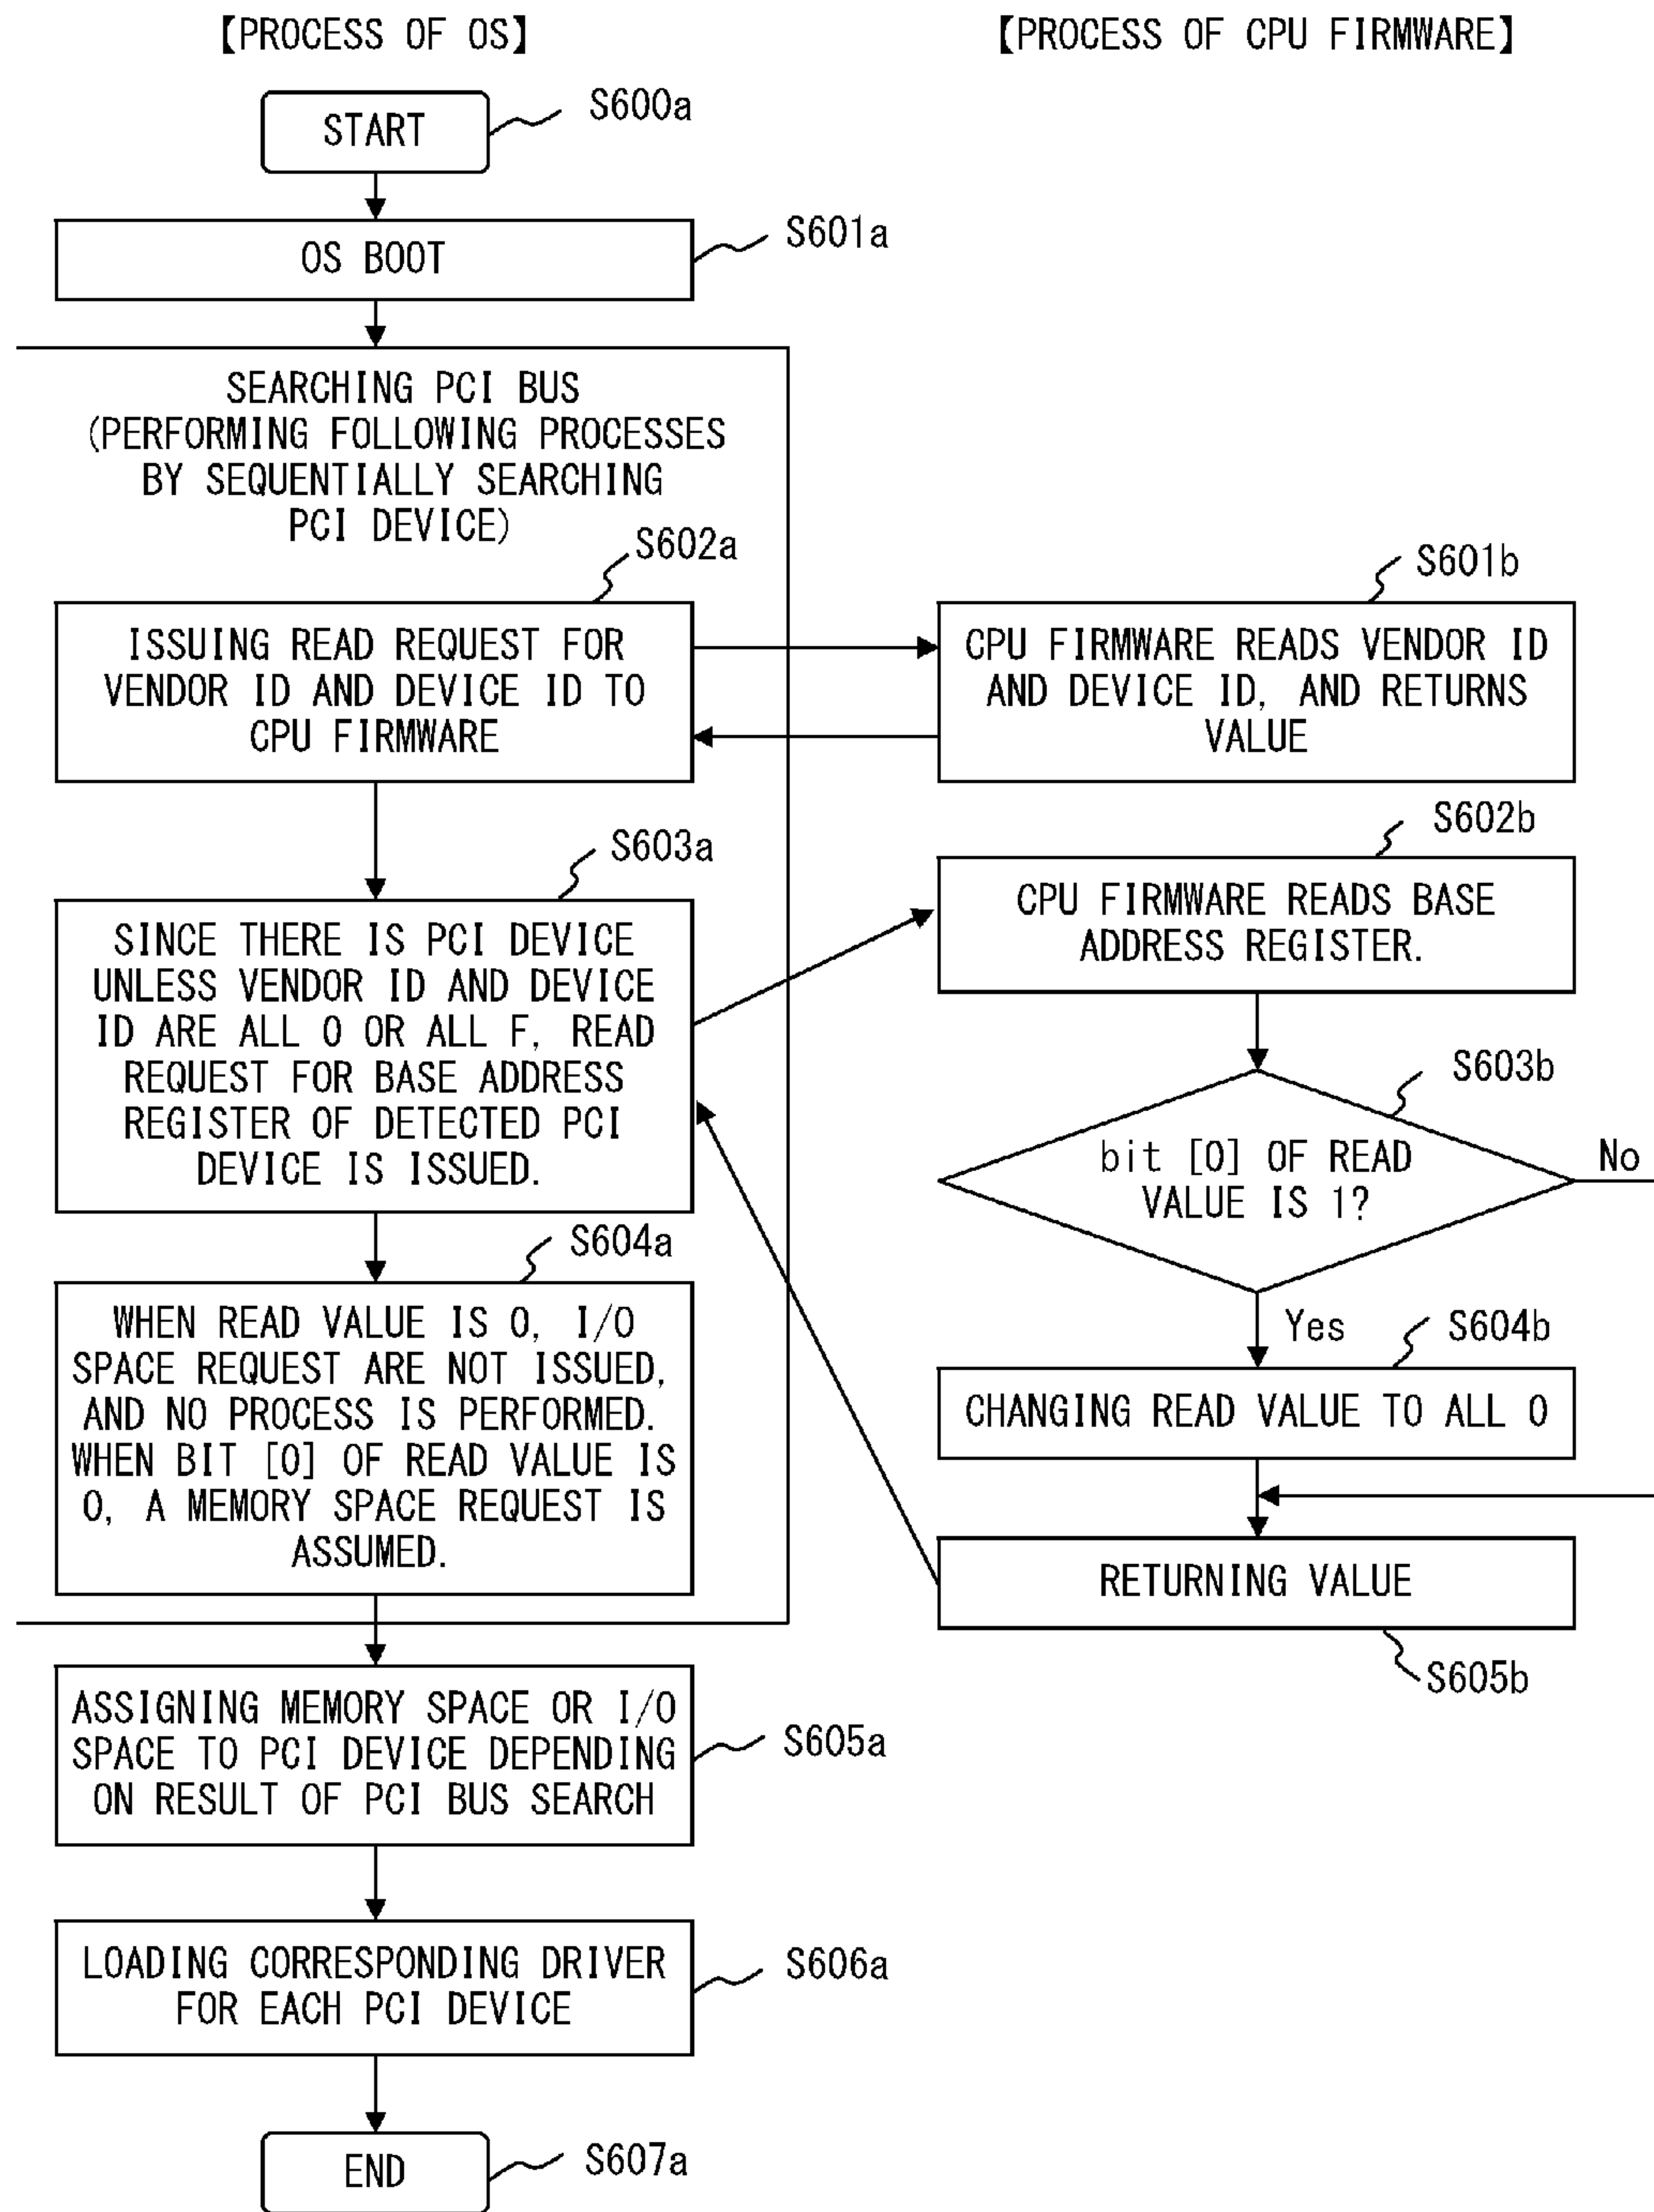 【PROCESS OF OS】
【PROCESS OF CPU FIRMWARE】
START
S600a
OS BOOT
S601a
SEARCHING PCI BUS
(PERFORMING FOLLOWING PROCESSES
BY SEQUENTIALLY SEARCHING
PCI DEVICE)
S602a
ISSUING READ REQUEST FOR
VENDOR ID AND DEVICE ID TO
CPU FIRMWARE
S601b
CPU FIRMWARE READS VENDOR ID
AND DEVICE ID, AND RETURNS
VALUE
S603a
SINCE THERE IS PCI DEVICE
UNLESS VENDOR ID AND DEVICE
ID ARE ALL 0 OR ALL F, READ
REQUEST FOR BASE ADDRESS
REGISTER OF DETECTED PCI
DEVICE IS ISSUED.
S602b
CPU FIRMWARE READS BASE
ADDRESS REGISTER.
S603b
bit [0] OF READ
VALUE IS 1?
No
Yes
S604a
WHEN READ VALUE IS 0, I/O
SPACE REQUEST ARE NOT ISSUED,
AND NO PROCESS IS PERFORMED.
WHEN BIT [0] OF READ VALUE IS
0, A MEMORY SPACE REQUEST IS
ASSUMED.
S604b
CHANGING READ VALUE TO ALL 0
RETURNING VALUE
S605b
ASSIGNING MEMORY SPACE OR I/O
SPACE TO PCI DEVICE DEPENDING
ON RESULT OF PCI BUS SEARCH
S605a
LOADING CORRESPONDING DRIVER
FOR EACH PCI DEVICE
S606a
END
S607a